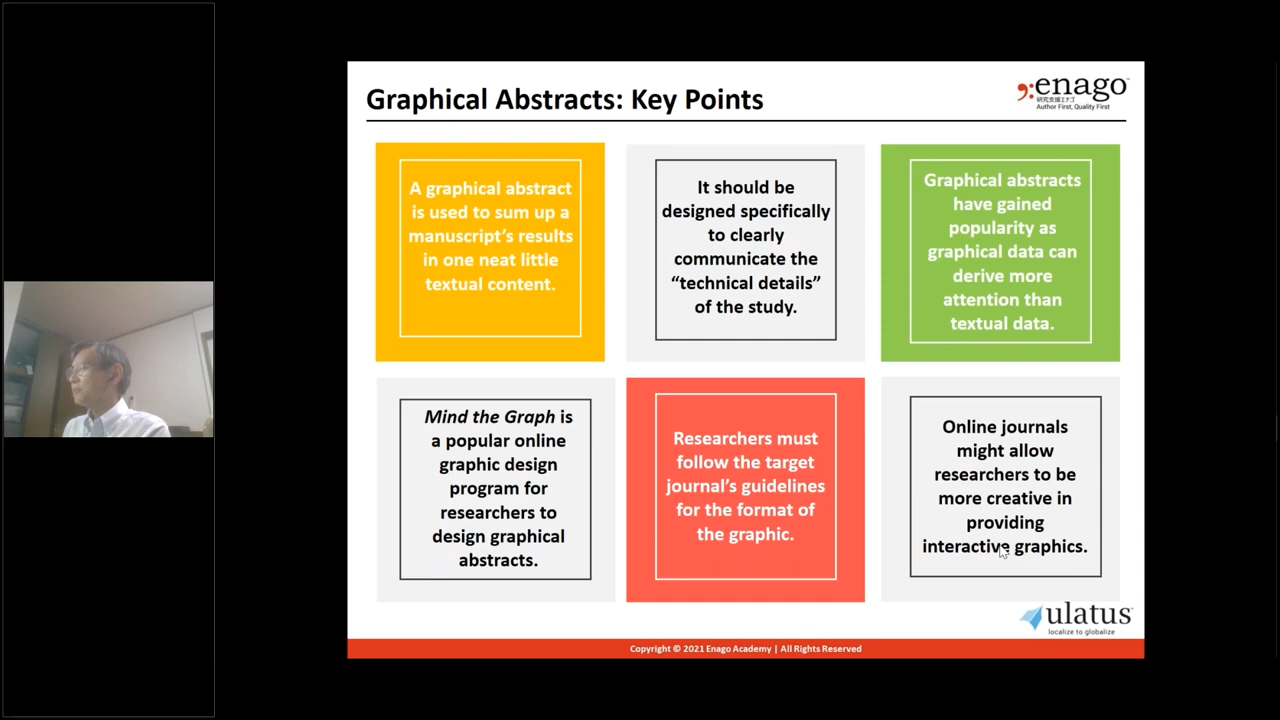 Graphical Abstracts: Key Points
enago
研究支援エナゴ
Author First, Quality First
A graphical abstract
is used to sum up a
manuscript's results
in one neat little
textual content.
It should be
designed specifically
to clearly
communicate the
“technical details”
of the study.
Graphical abstracts
have gained
popularity as
graphical data can
derive more
attention than
textual data.
Mind the Graph is
a popular online
graphic design
program for
researchers to
design graphical
abstracts.
Researchers must
follow the target
journal's guidelines
for the format of
the graphic.
Online journals
might allow
researchers to be
more creative in
providing
interactive graphics.
ulatus
localize to globalize
Copyright © 2021 Enago Academy | All Rights Reserved